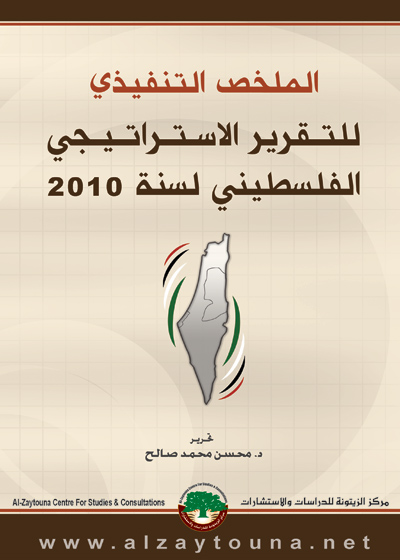 الملخص التنفيذي
للتقرير الاستراتيجي
الفلسطيني لسنة 2010
تحرير
د. محسن محمد صالح
مركز الزيتونة للدراسات والاستشارات
Al-Zaytouna Centre For Studies & Consultations
www.alzaytouna.net